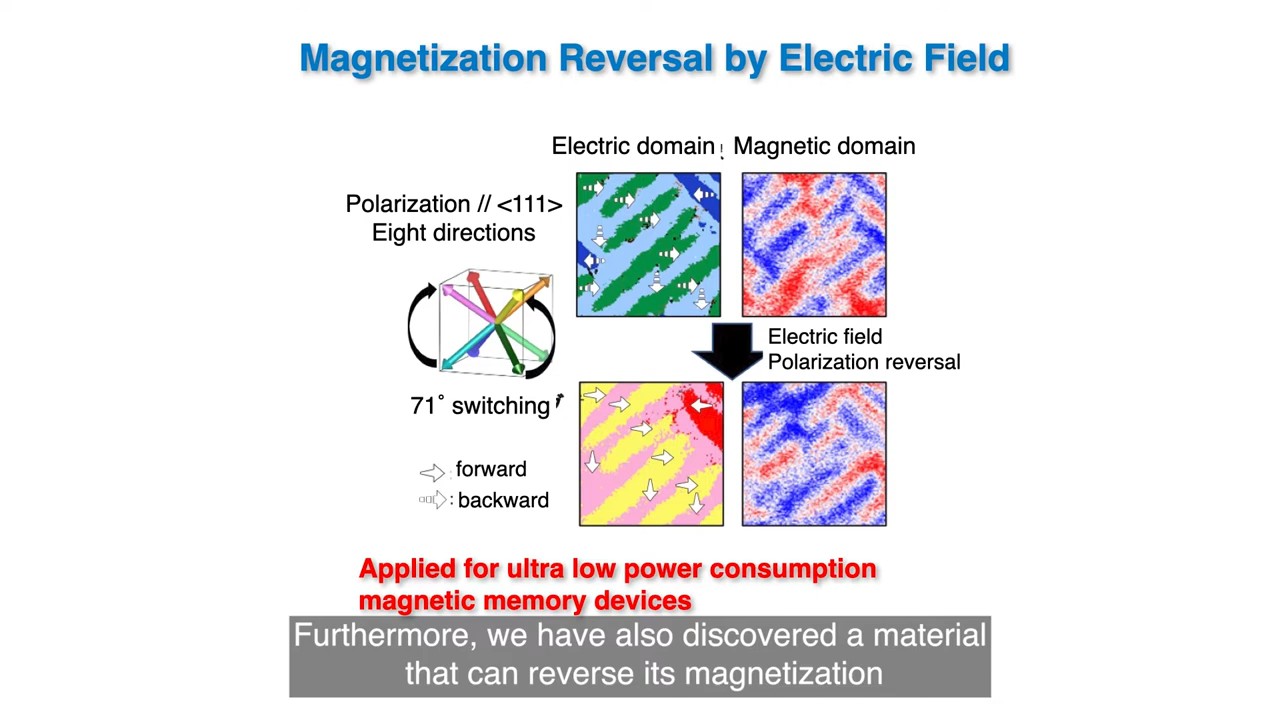 Magnetization Reversal by Electric Field
Electric domain
Magnetic domain
Polarization // <111>
Eight directions
Electric field
Polarization reversal
71˚ switching
forward
: backward
Applied for ultra low power consumption
magnetic memory devices
Furthermore, we have also discovered a material
that can reverse its magnetization